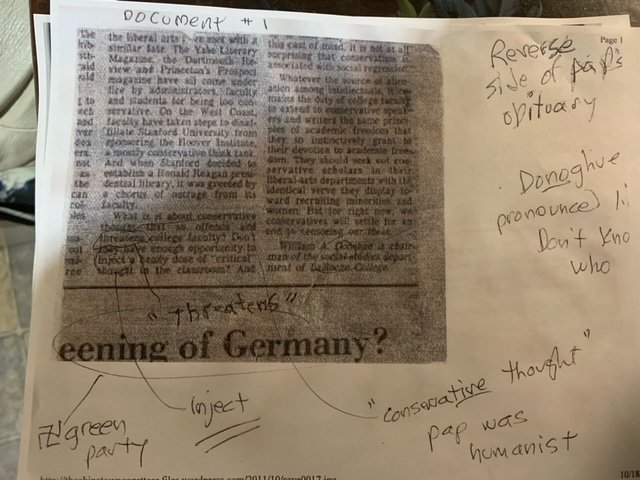 DOCUMENT #1
Page 1
the liberal arts
similar fate. The Yale Literary
Magazine, the Dartmouth Re-
view and Princeton's Prospect
magazine have all come under
fire by administrators, faculty
and students for being too con-
servative. On the West Coast,
faculty have taken steps to disaf-
filiate Stanford University from
sponsoring the Hoover Institute,
a mostly conservative think tank.
And when Stanford decided to
establish a Ronald Reagan presi-
dential library, it was greeted by
a chorus of outrage from its
faculty.
What is it about conservative
thought that so offends and
threatens college faculty? Don't
they have enough opportunity to
inject a heady dose of "critical"
thought in the classroom? And
this cast of mind, it is not at all
surprising that conservatism is
equated with social regression.
Whatever the source of alien-
ation among intellectuals, it re-
mains the duty of college faculty
to extend to conservative speak-
ers and writers the same princi-
ples of academic freedom that
they so instinctively grant to
their devotion to academic free-
dom. They should seek out con-
servative scholars in their
liberal-arts departments with the
identical verve they display to-
ward recruiting minorities and
women. But for right now, we
conservatives will settle for an
end to censoring our ideas.
William A. Donohue is chair-
man of the social studies depart-
ment of LaRoche College.
"threatens"
eening of Germany?
Reverse
side of pap's
obituary
Donoghue
pronounced
Don't kno
who
green
party
inject
"conservative thought"
pap was
humanist
10/18